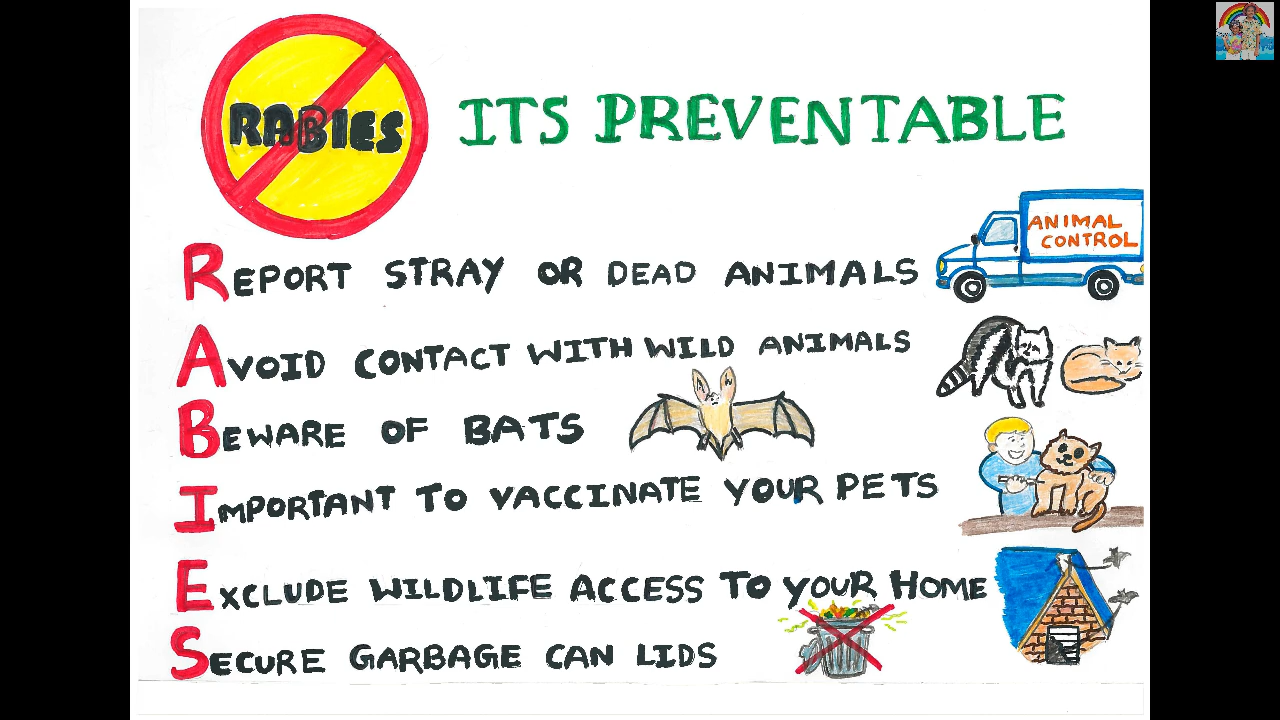 RABIES
ITS PREVENTABLE
REPORT STRAY OR DEAD ANIMALS
ANIMAL
CONTROL
AVOID CONTACT WITH WILD ANIMALS
BEWARE OF BATS
IMPORTANT TO VACCINATE YOUR PETS
EXCLUDE WILDLIFE ACCESS TO YOUR HOME
SECURE GARBAGE CAN LIDS